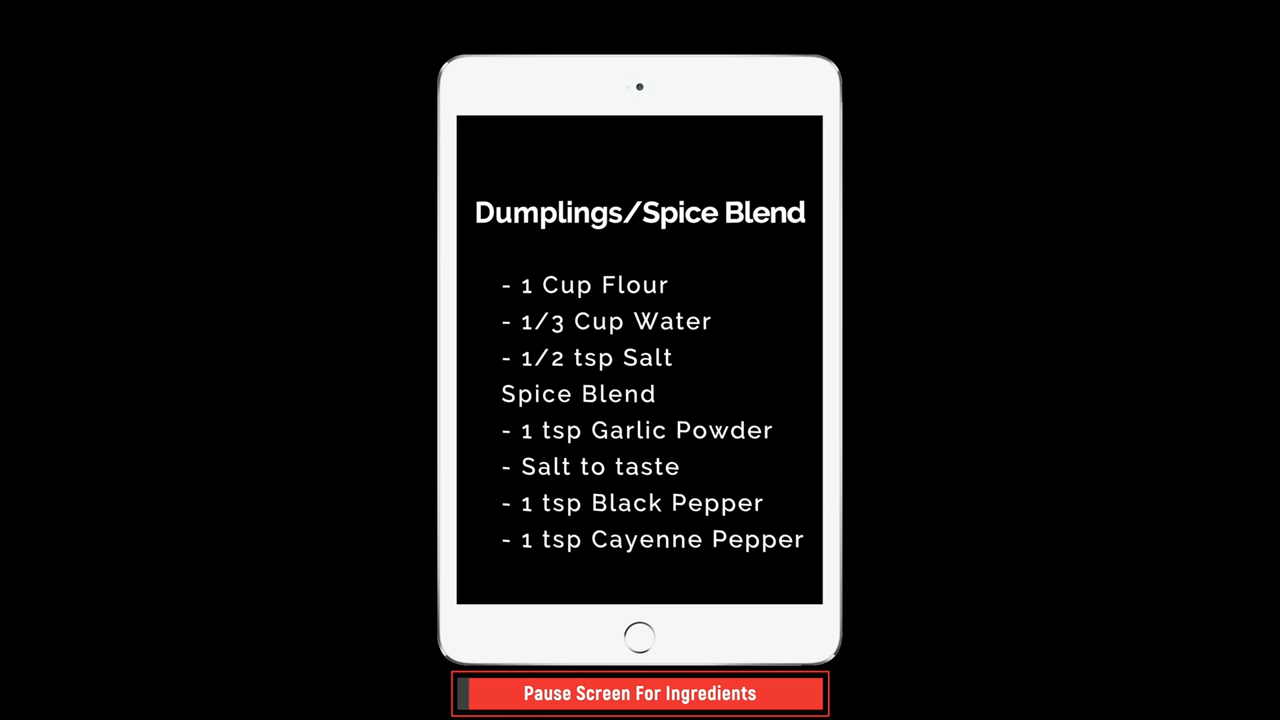 Dumplings/Spice Blend
- 1 Cup Flour
- 1/3 Cup Water
- 1/2 tsp Salt
Spice Blend
- 1 tsp Garlic Powder
- Salt to taste
- 1 tsp Black Pepper
- 1 tsp Cayenne Pepper
Pause Screen For Ingredients